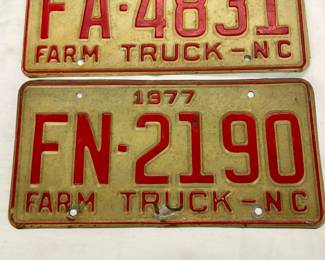 FA-4831
FARM TRUCK-NC
1977
FN-2190
FARM TRUCK-NC